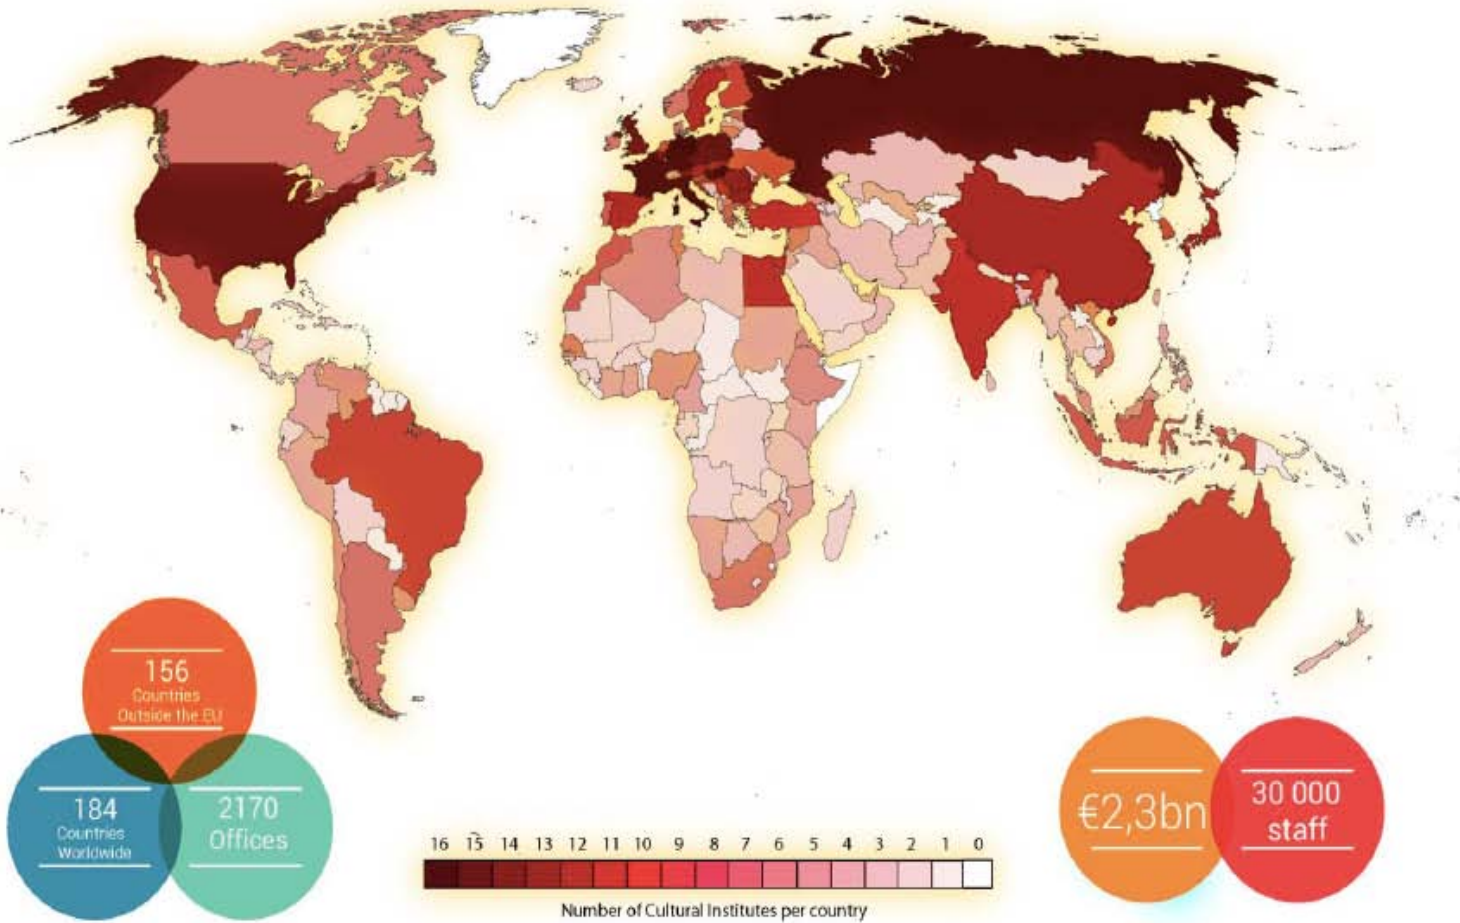 156
Countries
Outside the EU
184
Countries
Worldwide
2170
Offices
€2,3bn
30 000
staff
16 15 14 13 12 11 10 9 8 7 6 5 4 3 2 1 0
Number of Cultural Institutes per country